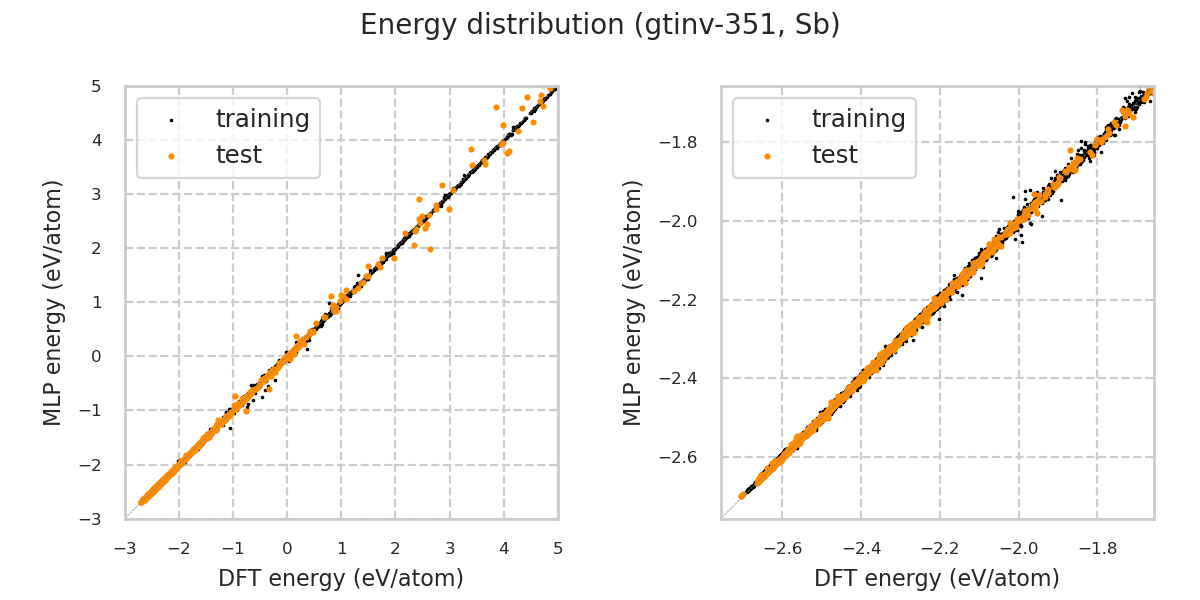 Energy distribution (gtinv-351, Sb)
training
test
5
4
3
2
1
0
−1
−2
−3
−3 −2 −1 0 1 2 3 4 5
MLP energy (eV/atom)
DFT energy (eV/atom)
training
test
−1.8
−2.0
−2.2
−2.4
−2.6
−2.6 −2.4 −2.2 −2.0 −1.8
MLP energy (eV/atom)
DFT energy (eV/atom)